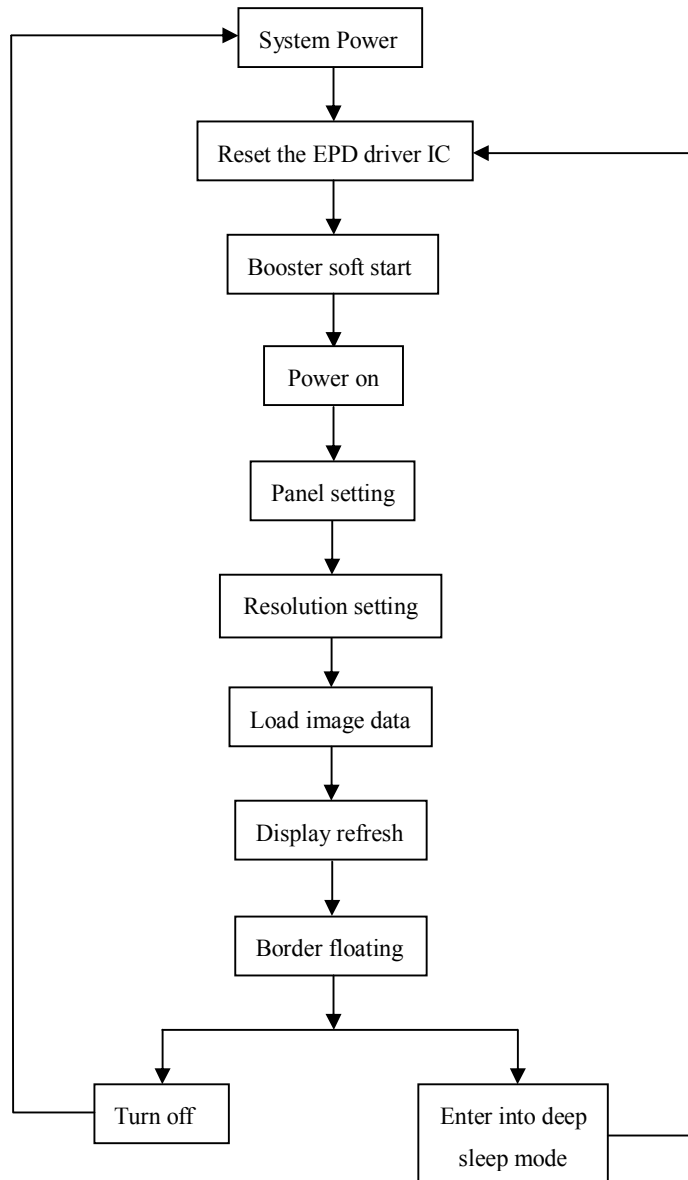 System Power
Reset the EPD driver IC
Booster soft start
Power on
Panel setting
Resolution setting
Load image data
Display refresh
Border floating
Turn off
Enter into deep
sleep mode